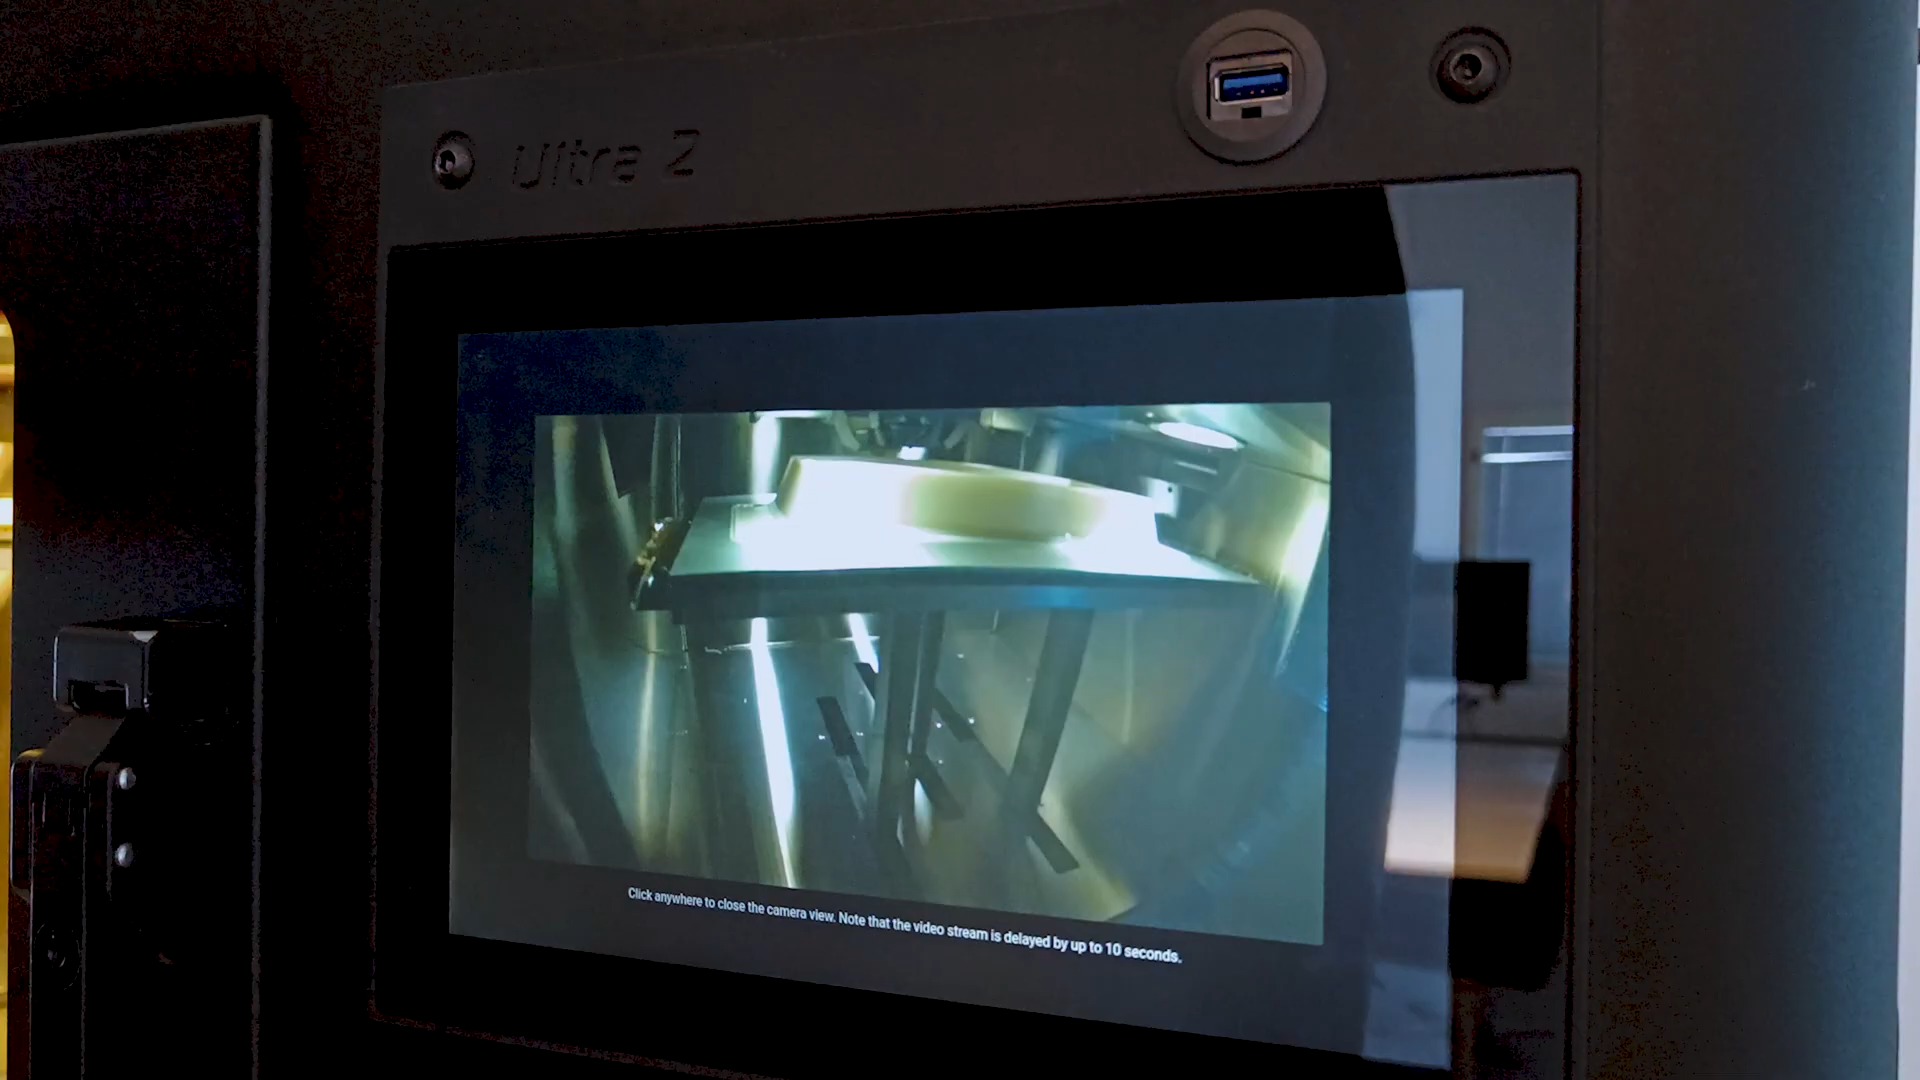 Ultra 2
Click anywhere to close the camera view. Note that the video stream is delayed by up to 10 seconds.